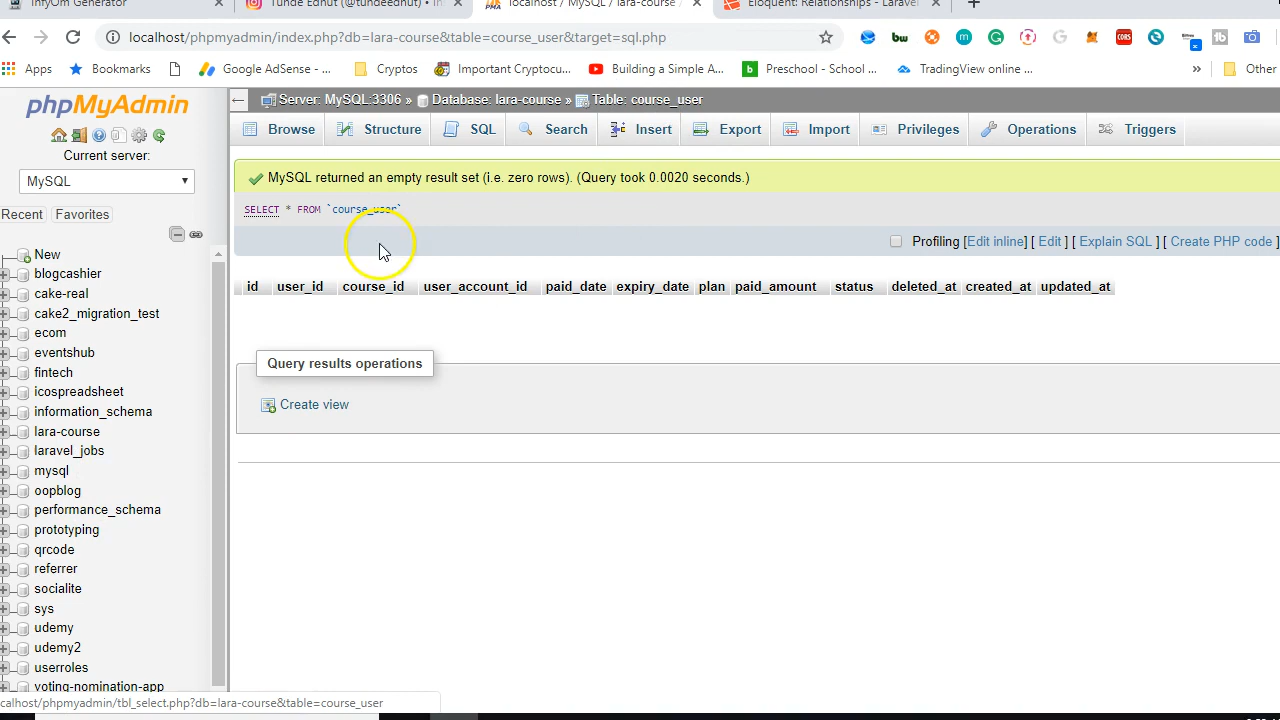 InfyOm Generator
Tunde Ednut (@tundeednut) • In
localhost / MySQL / lara-course /
Eloquent: Relationships - Laravel
localhost/phpmyadmin/index.php?db=lara-course&table=course_user&target=sql.php
Apps Bookmarks Google AdSense - ... Cryptos Important Cryptocu... Building a Simple A... Preschool - School ... TradingView online ... » Other
phpMyAdmin
Current server:
MySQL
Recent Favorites
New
blogcashier
cake-real
cake2_migration_test
ecom
eventshub
fintech
icospreadsheet
information_schema
lara-course
laravel_jobs
mysql
oopblog
performance_schema
prototyping
qrcode
referrer
socialite
sys
udemy
udemy2
userroles
voting-nomination-app
Server: MySQL:3306 » Database: lara-course » Table: course_user
Browse Structure SQL Search Insert Export Import Privileges Operations Triggers
MySQL returned an empty result set (i.e. zero rows). (Query took 0.0020 seconds.)
SELECT * FROM `course_user`
Profiling [Edit inline] [ Edit ] [ Explain SQL ] [ Create PHP code ]
id user_id course_id user_account_id paid_date expiry_date plan paid_amount status deleted_at created_at updated_at
Query results operations
Create view
calhost/phpmyadmin/tbl_select.php?db=lara-course&table=course_user